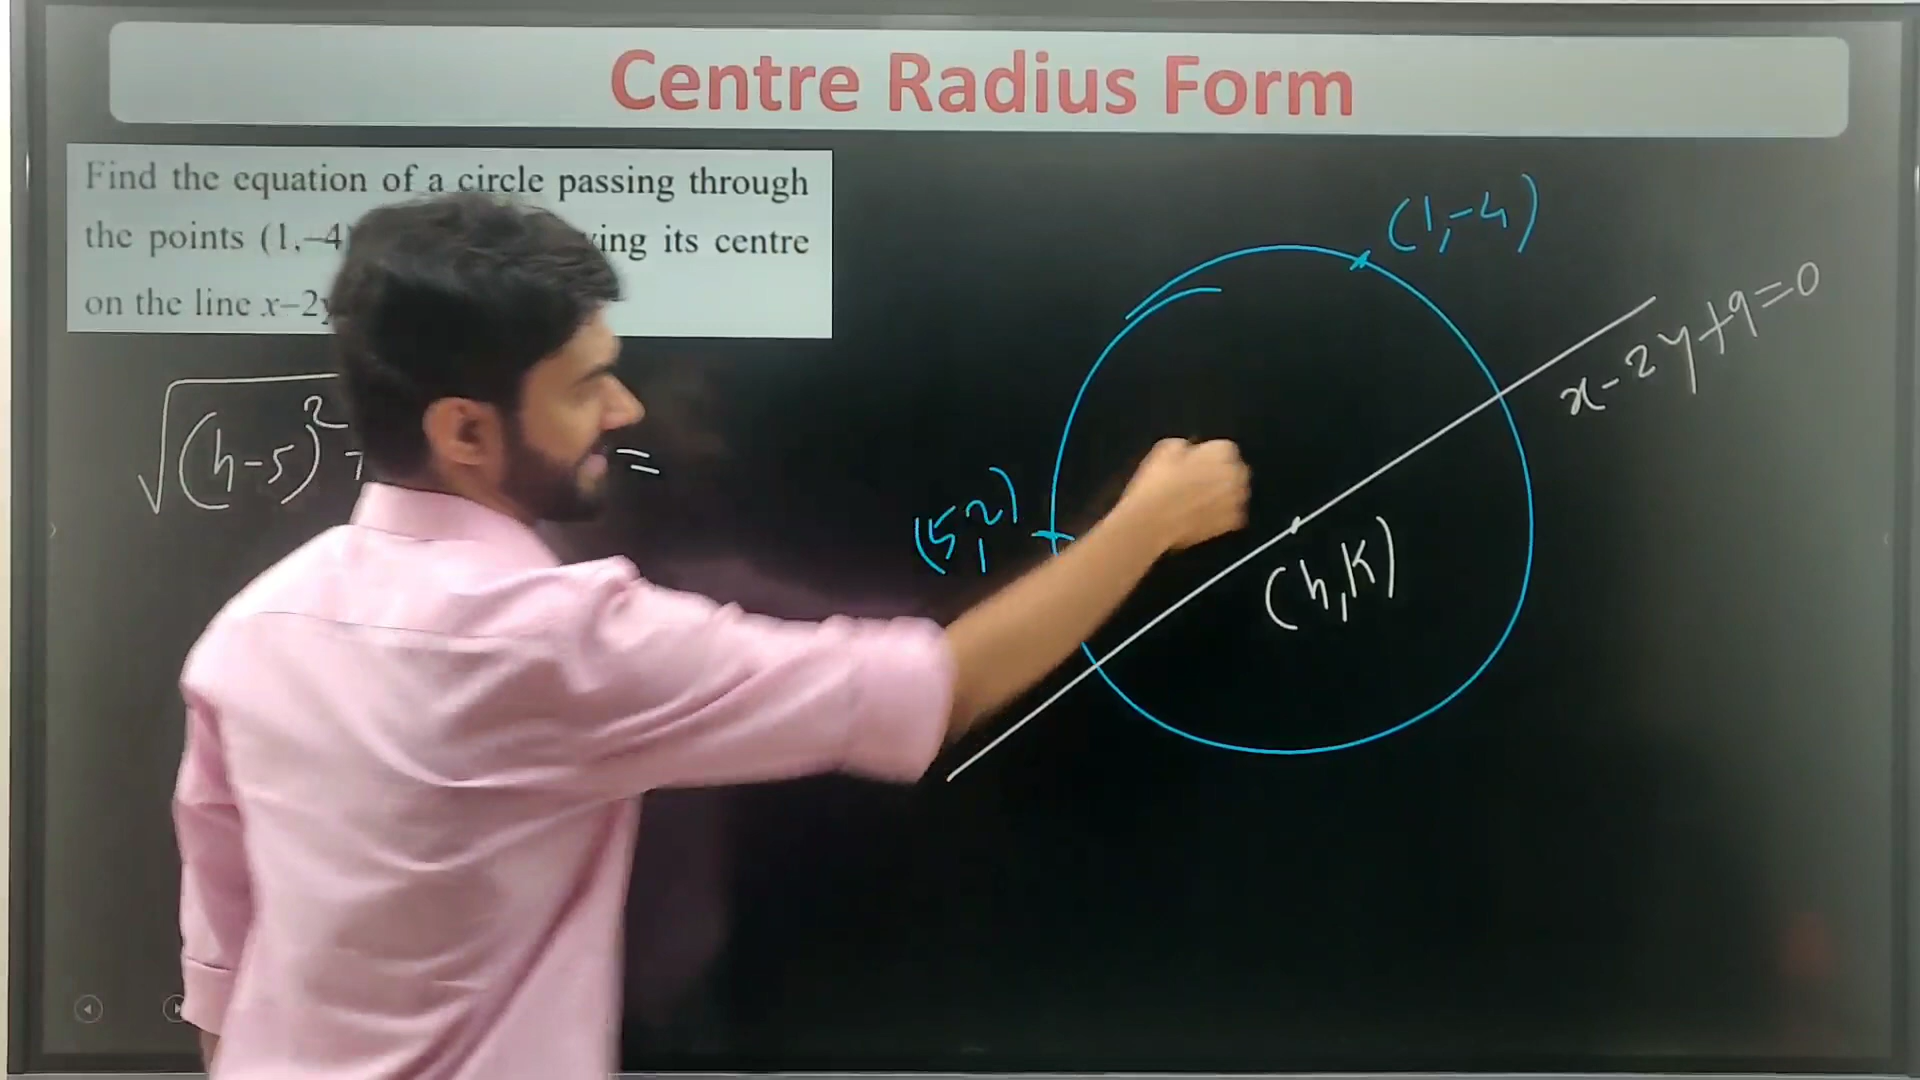 Centre Radius Form
Find the equation of a circle passing through
the points (1,−4) ing its centre
on the line x−2y
√(h-5)² + =
(1,-4)
x-2y+9=0
(5,2)
(h,k)